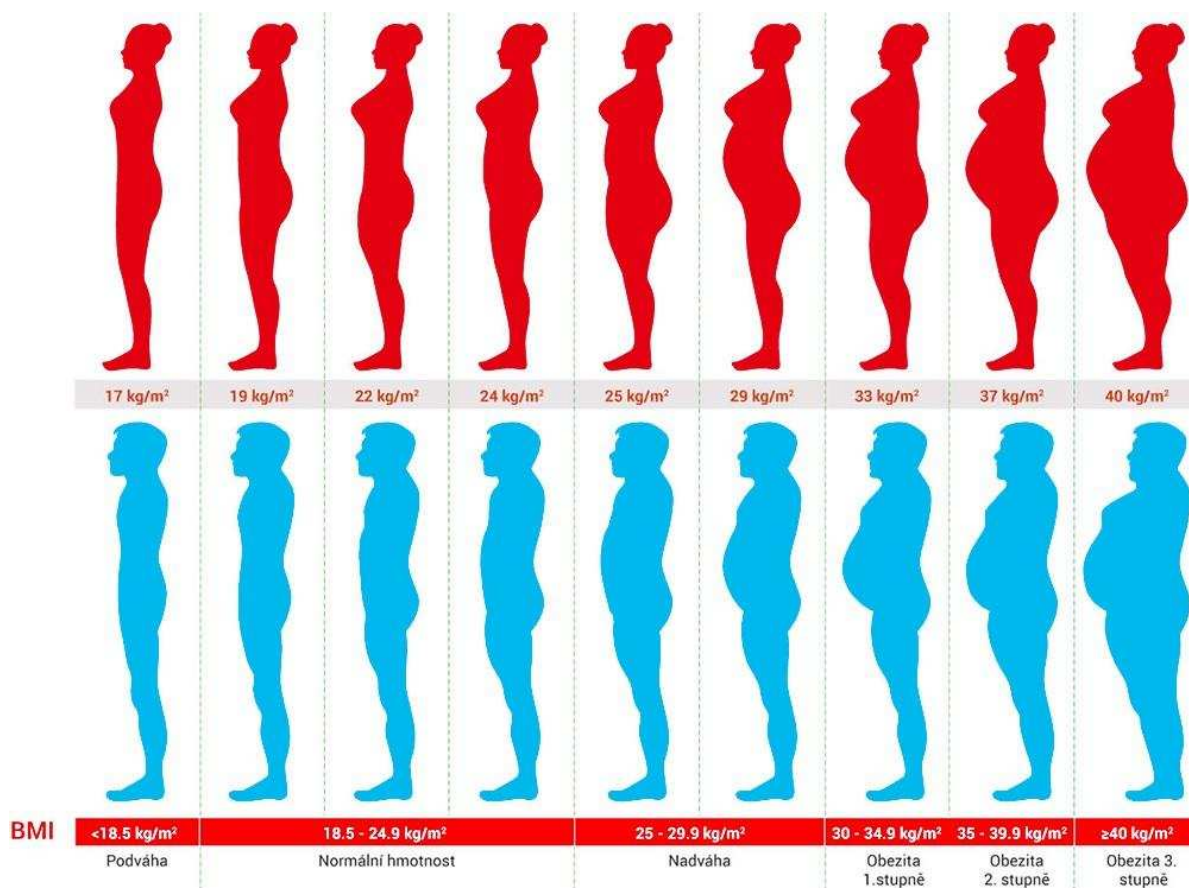 17 kg/m² 19 kg/m² 22 kg/m² 24 kg/m² 25 kg/m² 29 kg/m² 33 kg/m² 37 kg/m² 40 kg/m²
BMI <18.5 kg/m² 18.5 - 24.9 kg/m² 25 - 29.9 kg/m² 30 - 34.9 kg/m² 35 - 39.9 kg/m² ≥40 kg/m²
Podváha Normální hmotnost Nadváha Obezita Obezita Obezita 3.
1.stupně 2. stupně stupně